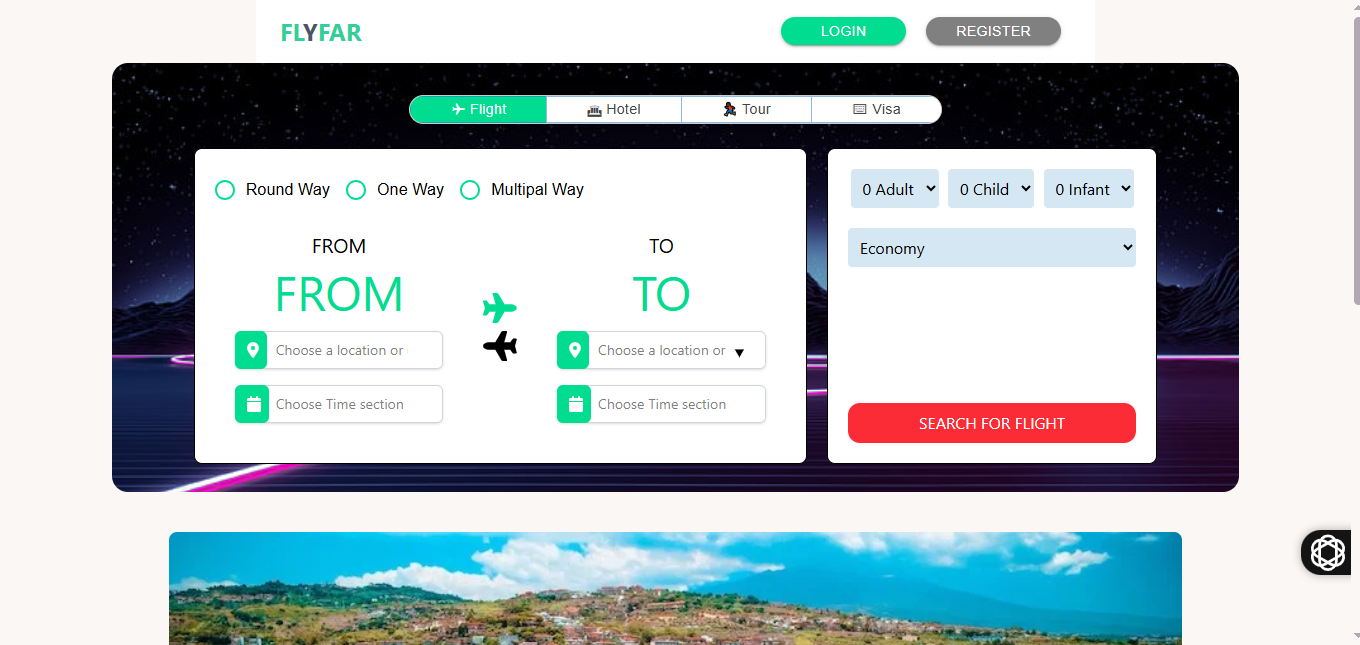 FLYFAR
LOGIN
REGISTER
Flight
Hotel
Tour
Visa
Round Way
One Way
Multipal Way
FROM
TO
FROM
TO
Choose a location or
Choose a location or
Choose Time section
Choose Time section
0 Adult
0 Child
0 Infant
Economy
SEARCH FOR FLIGHT